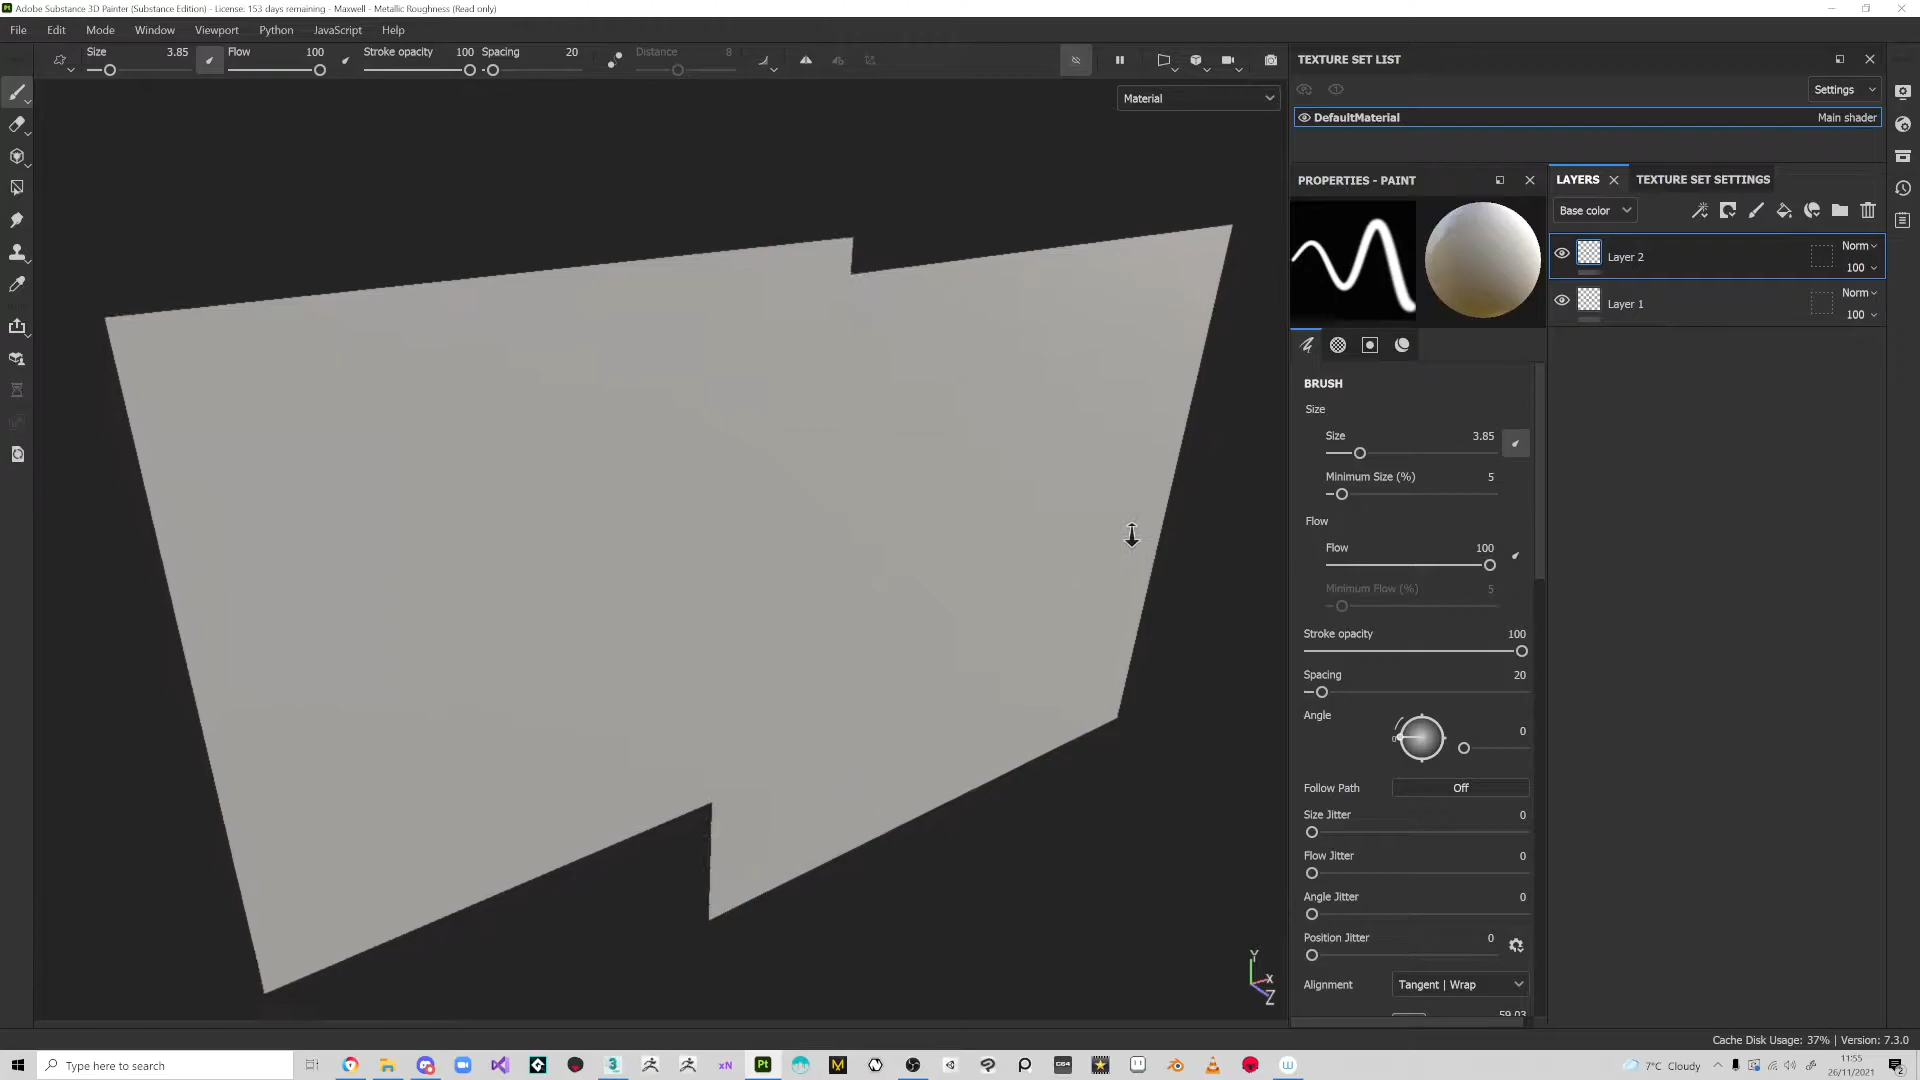 Adobe Substance 3D Painter (Substance Edition) - License: 153 days remaining - Maxwell - Metallic Roughness (Read only)
File Edit Mode Window Viewport Python JavaScript Help
Size 3.85 Flow 100 Stroke opacity 100 Spacing 20 Distance 8
Material
TEXTURE SET LIST
Settings
DefaultMaterial Main shader
PROPERTIES - PAINT
LAYERS TEXTURE SET SETTINGS
Base color
Layer 2 Norm
100
Layer 1 Norm
100
BRUSH
Size
Size 3.85
Minimum Size (%) 5
Flow
Flow 100
Minimum Flow (%) 5
Stroke opacity 100
Spacing 20
Angle 0
Follow Path Off
Size Jitter 0
Flow Jitter 0
Angle Jitter 0
Position Jitter 0
Alignment Tangent | Wrap
59.03
Y
X
Z
Cache Disk Usage: 37% | Version: 7.3.0
Type here to search
7°C Cloudy
11:55
26/11/2021